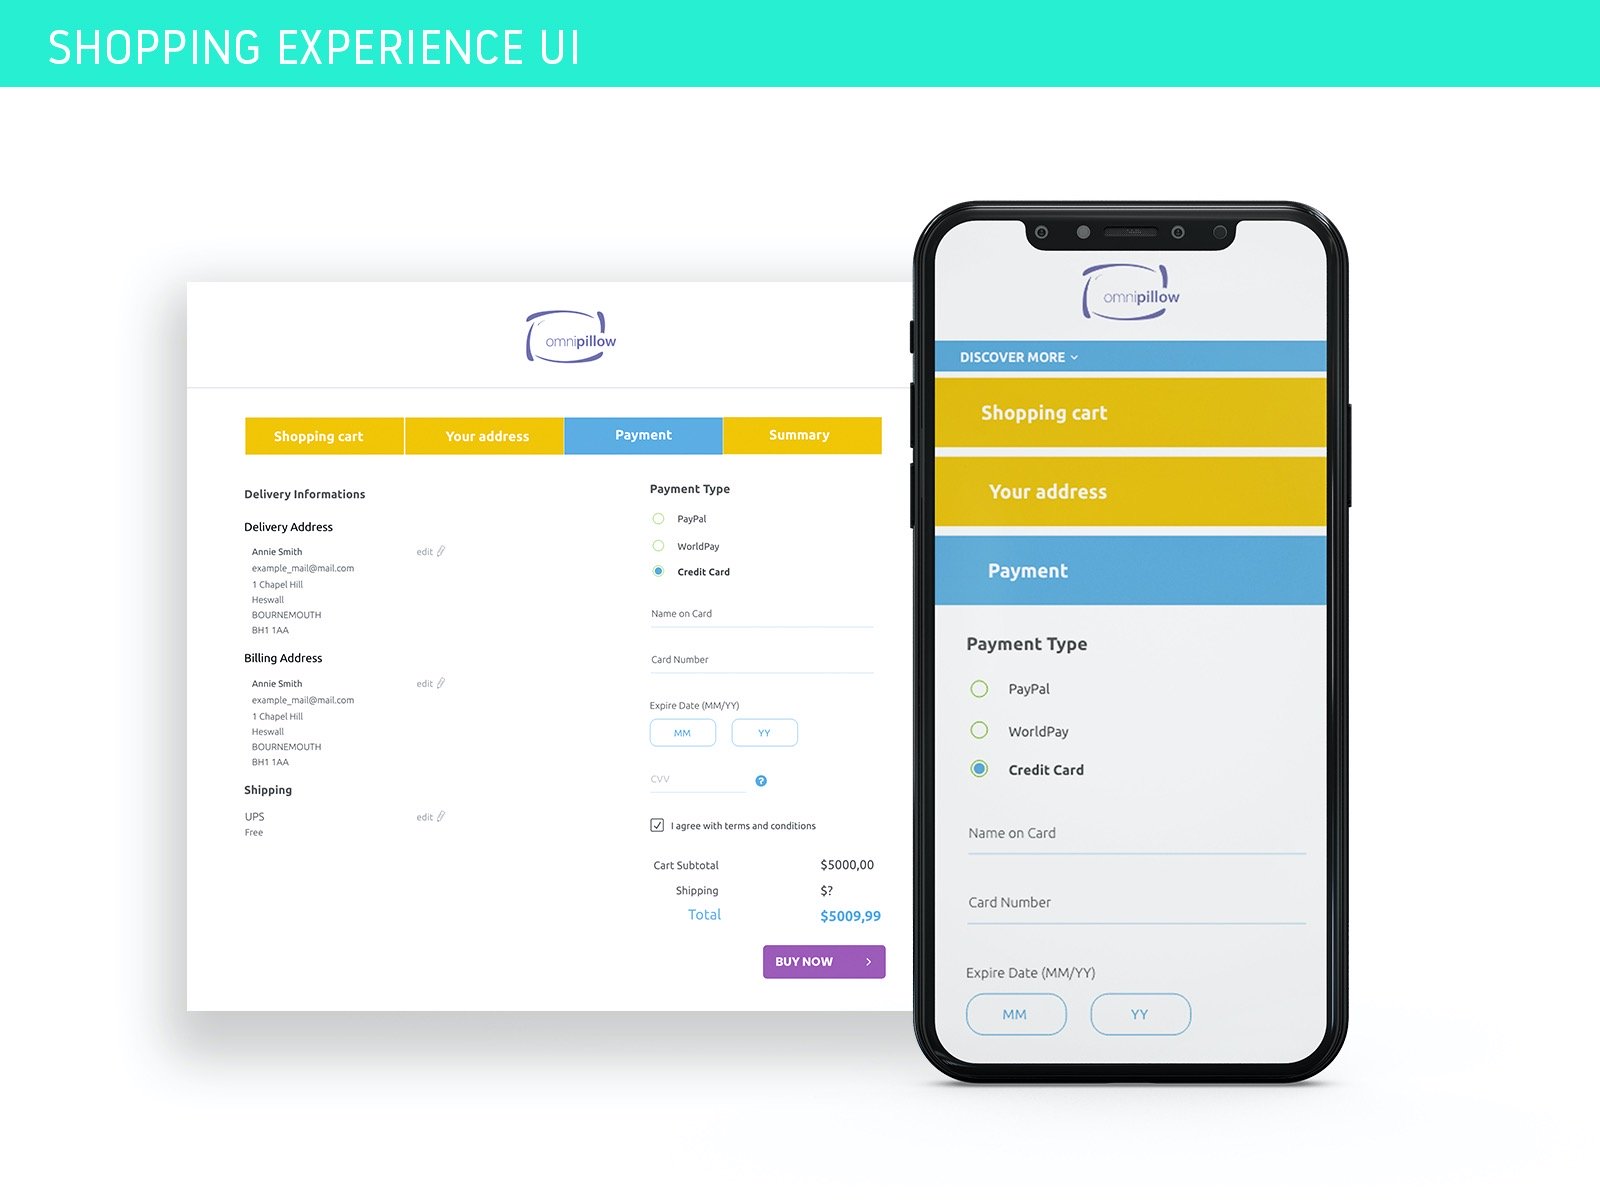 SHOPPING EXPERIENCE UI
omnipillow
Shopping cart
Your address
Payment
Summary
Delivery Informations
Delivery Address
Annie Smith
edit
example_mail@mail.com
1 Chapel Hill
Heswall
BOURNEMOUTH
BH1 1AA
Billing Address
Annie Smith
edit
example_mail@mail.com
1 Chapel Hill
Heswall
BOURNEMOUTH
BH1 1AA
Shipping
UPS
edit
Free
Payment Type
PayPal
WorldPay
Credit Card
Name on Card
Card Number
Expire Date (MM/YY)
MM
YY
CVV
?
I agree with terms and conditions
Cart Subtotal $5000,00
Shipping $?
Total $5009,99
BUY NOW
omnipillow
DISCOVER MORE
Shopping cart
Your address
Payment
Payment Type
PayPal
WorldPay
Credit Card
Name on Card
Card Number
Expire Date (MM/YY)
MM
YY